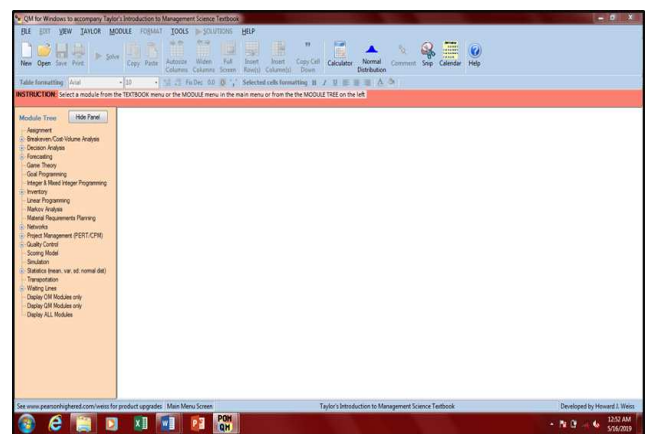 QM for Windows to accompany Taylor's Introduction to Management Science Textbook
FILE EDIT VIEW TAYLOR MODULE FORMAT TOOLS SOLUTIONS HELP
New Open Save Print Solve Copy Paste Autosize Columns Widen Columns Full Screen Insert Row(s) Insert Column(s) Copy Cell Down Calculator Normal Distribution Comment Snip Calendar Help
Table formatting Arial 10 Fix Dec 0.0 Selected cells formatting B I U
INSTRUCTION: Select a module from the TEXTBOOK menu or the MODULE menu in the main menu or from the the MODULE TREE on the left
Module Tree Hide Panel
Assignment
Breakeven/Cost-Volume Analysis
Decision Analysis
Forecasting
Game Theory
Goal Programming
Integer & Mixed Integer Programming
Inventory
Linear Programming
Markov Analysis
Material Requirements Planning
Networks
Project Management (PERT/CPM)
Quality Control
Scoring Model
Simulation
Statistics (mean, var, sd, normal dist)
Transportation
Waiting Lines
Display OM Modules only
Display QM Modules only
Display ALL Modules
See www.pearsonhighered.com/weiss for product upgrades Main Menu Screen Taylor's Introduction to Management Science Textbook Developed by Howard J. Weiss
POM
QM
12:52 AM
5/16/2019